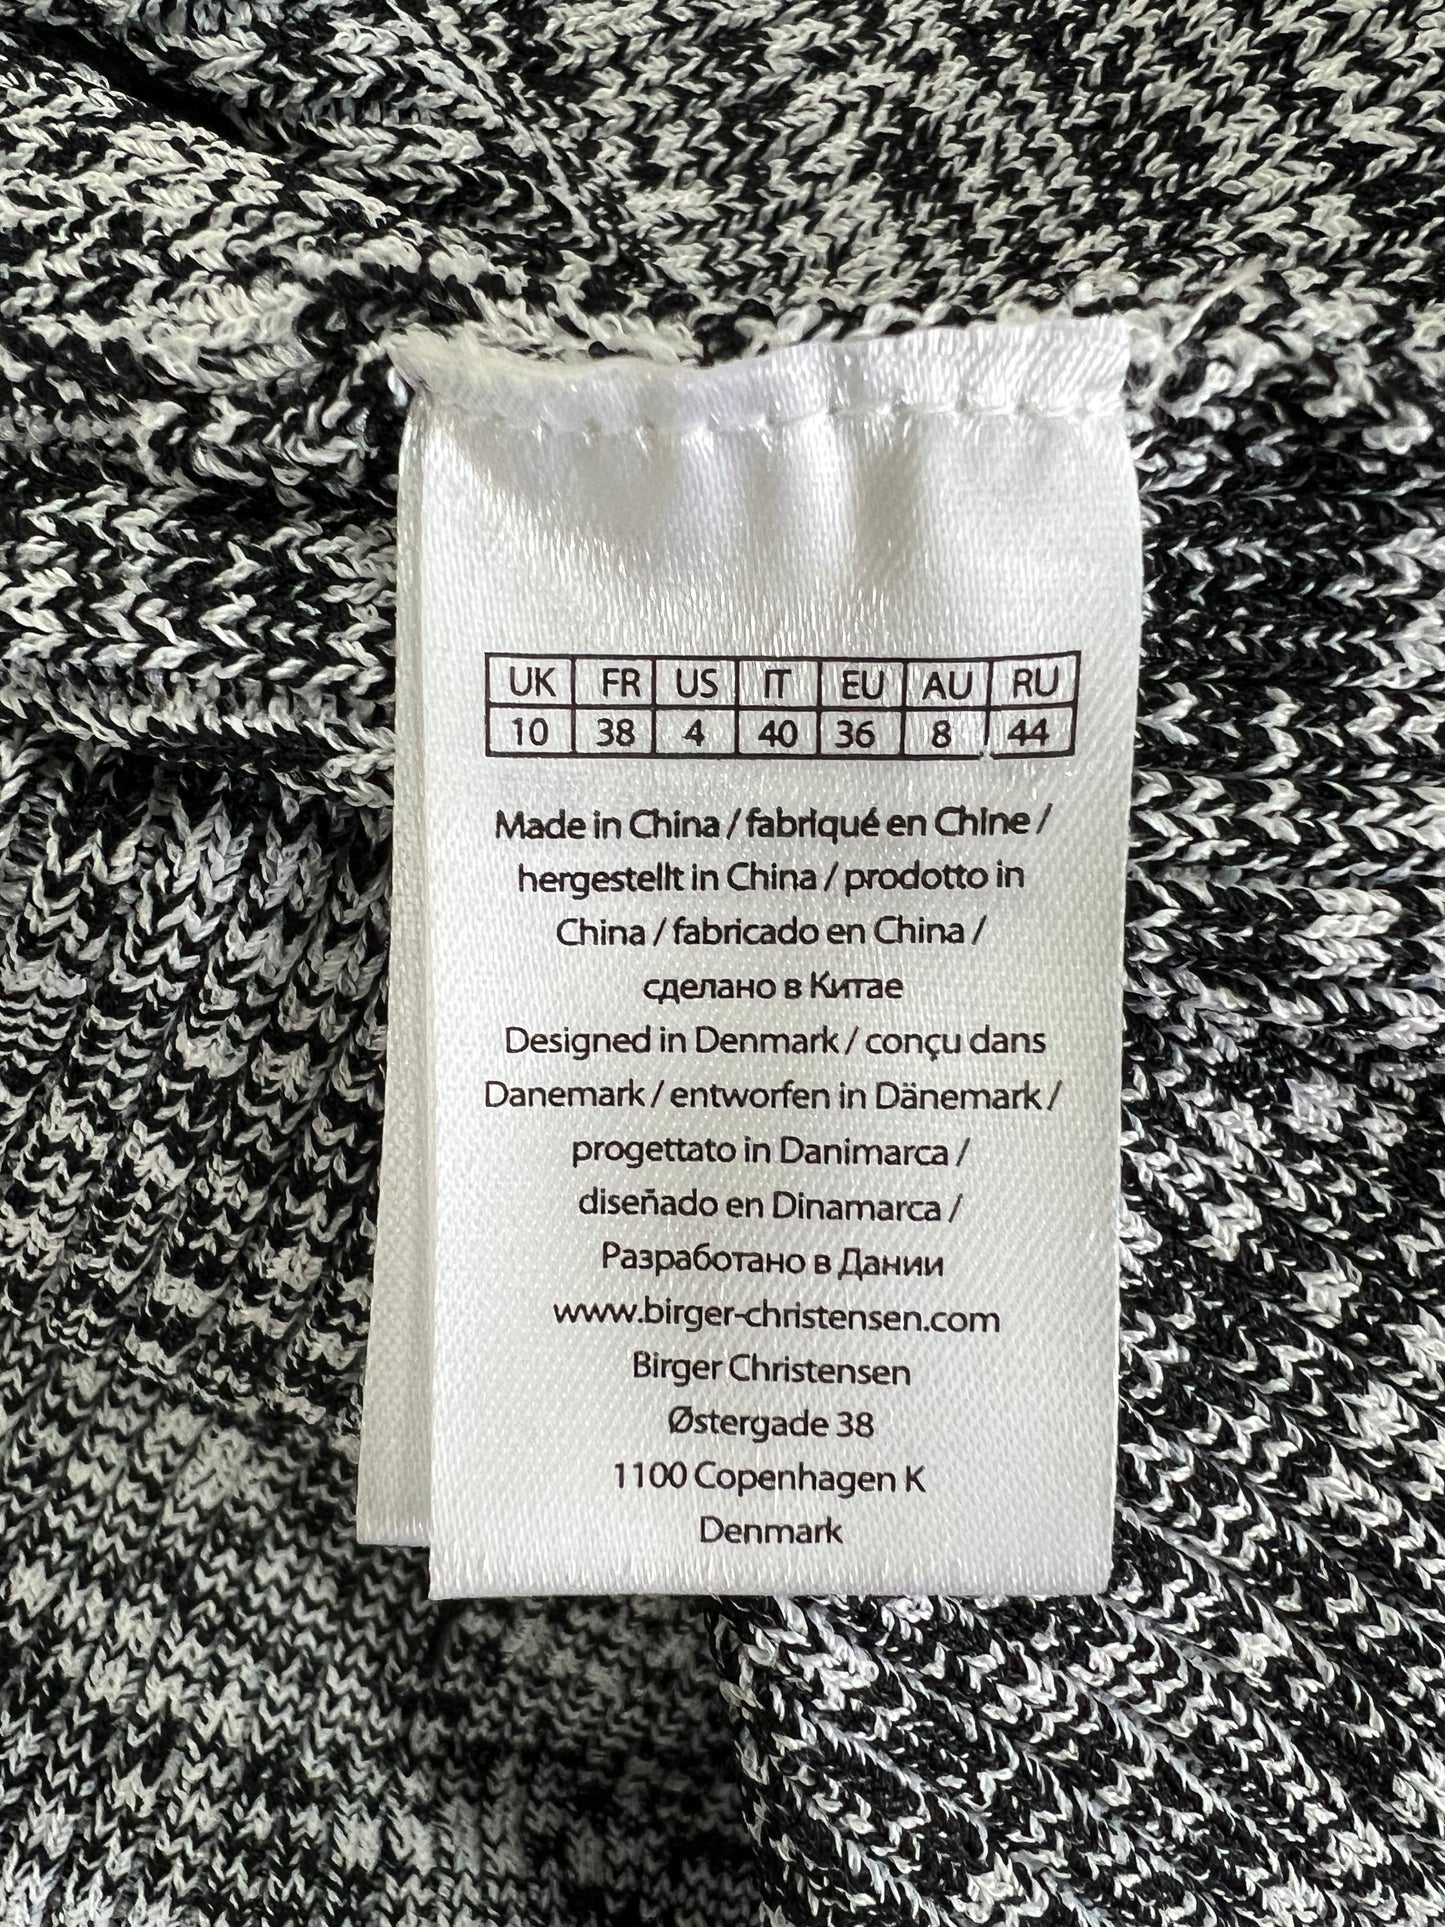 UK FR US IT EU AU RU
10 38 4 40 36 8 44
Made in China / fabriqué en Chine /
hergestellt in China / prodotto in
China / fabricado en China /
сделано в Китае
Designed in Denmark / conçu dans
Danemark / entworfen in Dänemark /
progettato in Danimarca /
diseñado en Dinamarca /
Разработано в Дании
www.birger-christensen.com
Birger Christensen
Østergade 38
1100 Copenhagen K
Denmark